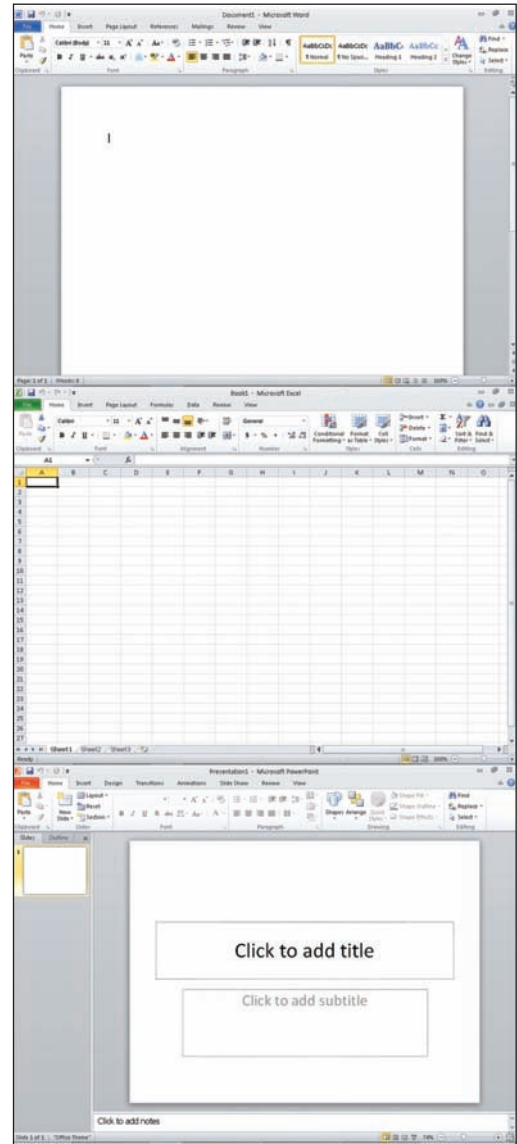 Document1 - Microsoft Word
File Home Insert Page Layout References Mailings Review View
Paste Calibri (Body) 11 AaBbCcDc AaBbCcDc AaBbC AaBbCc Find
Replace
¶ Normal ¶ No Spaci... Heading 1 Heading 2 Change Styles Select
Clipboard Font Paragraph Styles Editing
Page: 1 of 1 Words: 0 100%
Book1 - Microsoft Excel
File Home Insert Page Layout Formulas Data Review View
Paste Calibri 11 General Conditional Formatting Format as Table Cell Styles Insert Delete Format Sort & Filter Find & Select
Clipboard Font Alignment Number Styles Cells Editing
A1 fx
A B C D E F G H I J K L M N O
1
2
3
4
5
6
7
8
9
10
11
12
13
14
15
16
17
18
19
20
21
22
23
24
25
26
27
Sheet1 Sheet2 Sheet3
Ready 100%
Presentation1 - Microsoft PowerPoint
File Home Insert Design Transitions Animations Slide Show Review View
Paste New Slide Layout Reset Section Shapes Arrange Quick Styles Shape Fill Shape Outline Shape Effects Find Replace Select
Clipboard Slides Font Paragraph Drawing Editing
Slides Outline
1
Click to add title
Click to add subtitle
Click to add notes
Slide 1 of 1 "Office Theme" 74%